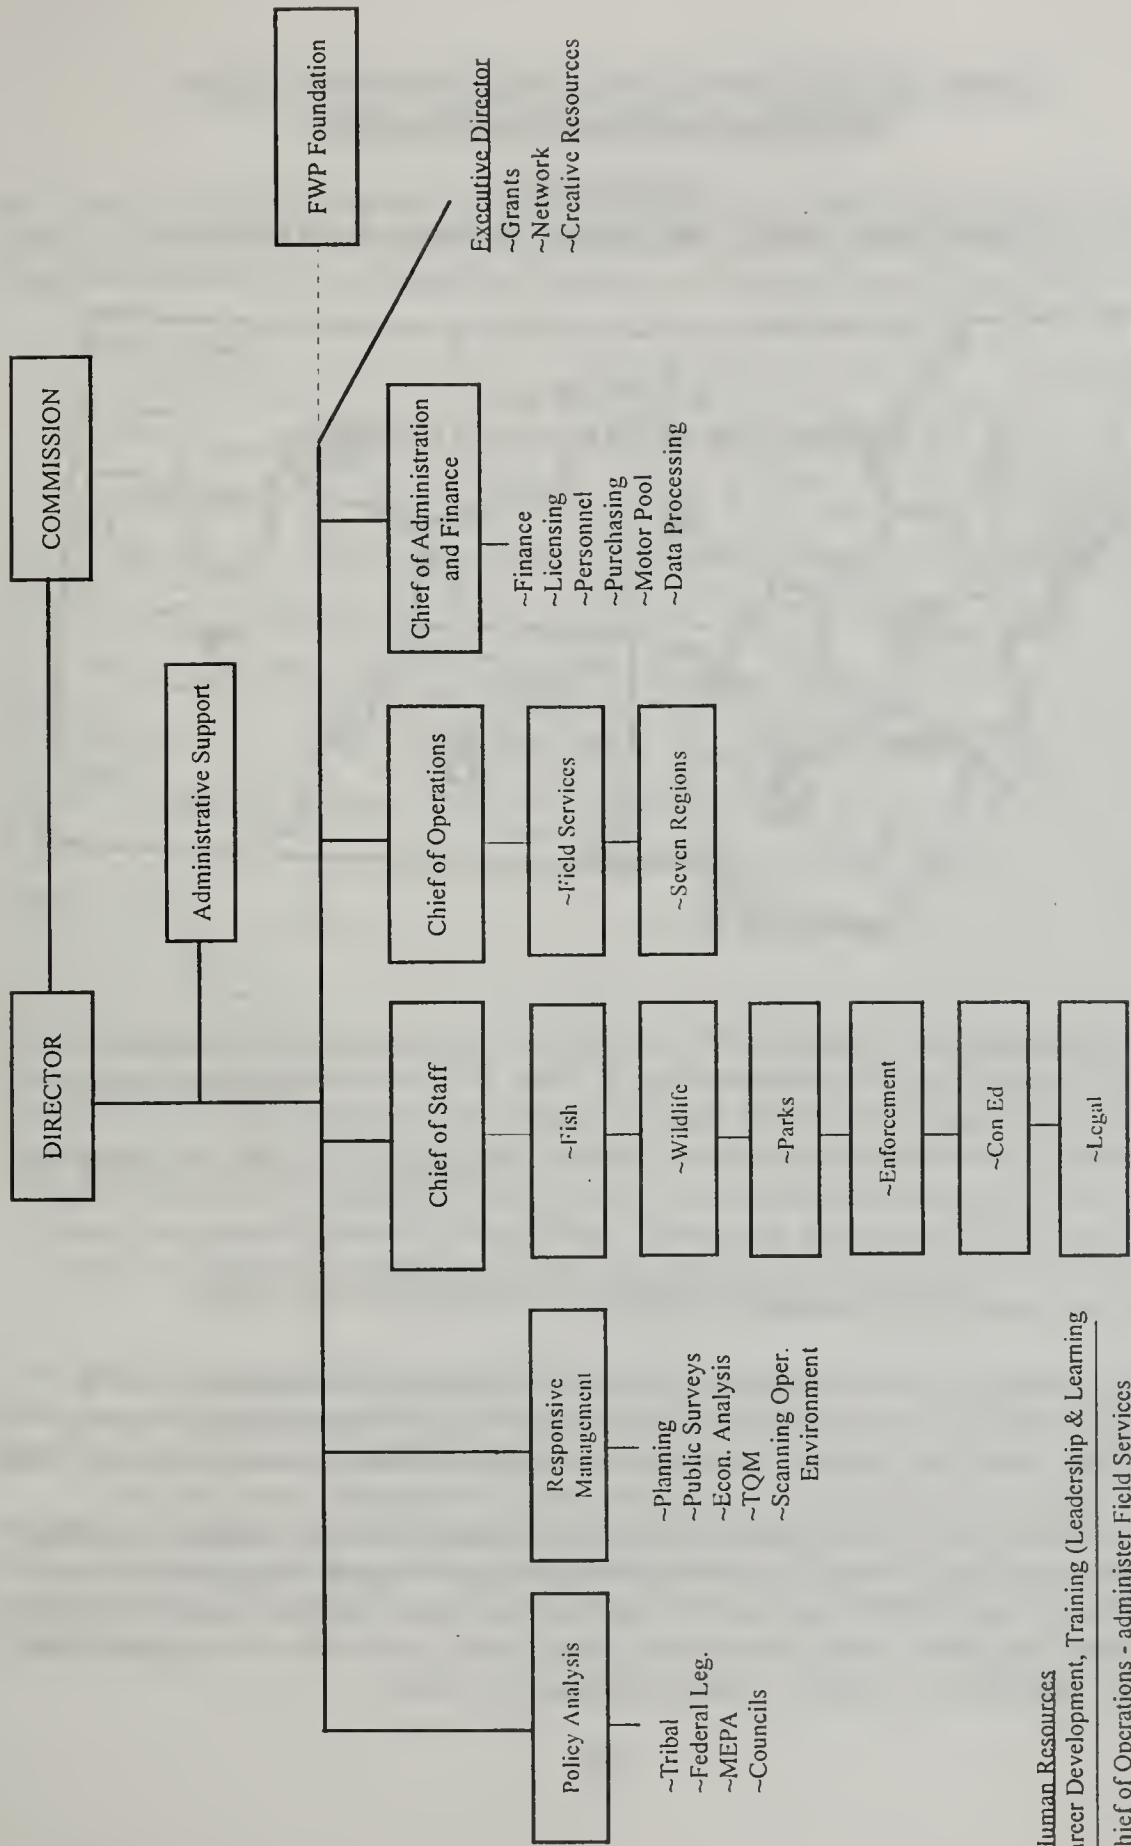 COMMISSION
DIRECTOR
Administrative Support
FWP Foundation
Executive Director
~Grants
~Network
~Creative Resources
Policy Analysis
~Tribal
~Federal Leg.
~MEPA
~Councils
Responsive
Management
~Planning
~Public Surveys
~Econ. Analysis
~TQM
~Scanning Oper.
Environment
Chief of Staff
~Fish
~Wildlife
~Parks
~Enforcement
~Con Ed
~Legal
Chief of Operations
~Field Services
~Seven Regions
Chief of Administration
and Finance
~Finance
~Licensing
~Personnel
~Purchasing
~Motor Pool
~Data Processing
Resources
Development, Training (Leadership & Learning
of Operations - administer Field Services